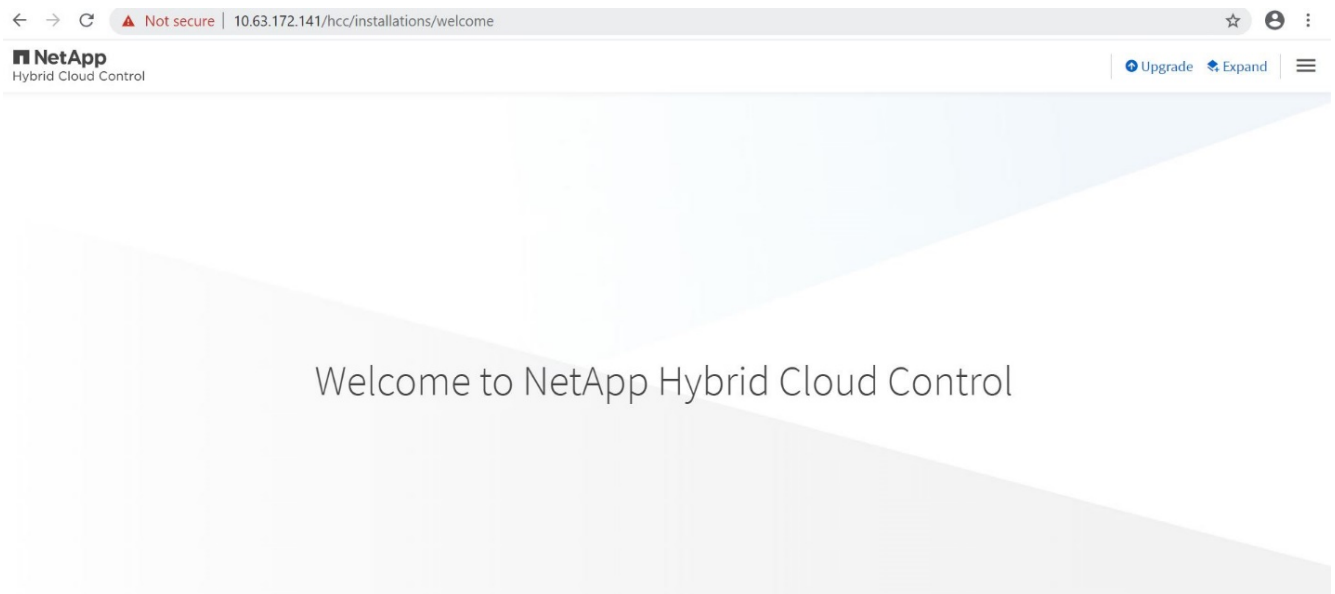 Not secure | 10.63.172.141/hcc/installations/welcome
NetApp
Hybrid Cloud Control
Upgrade Expand
Welcome to NetApp Hybrid Cloud Control